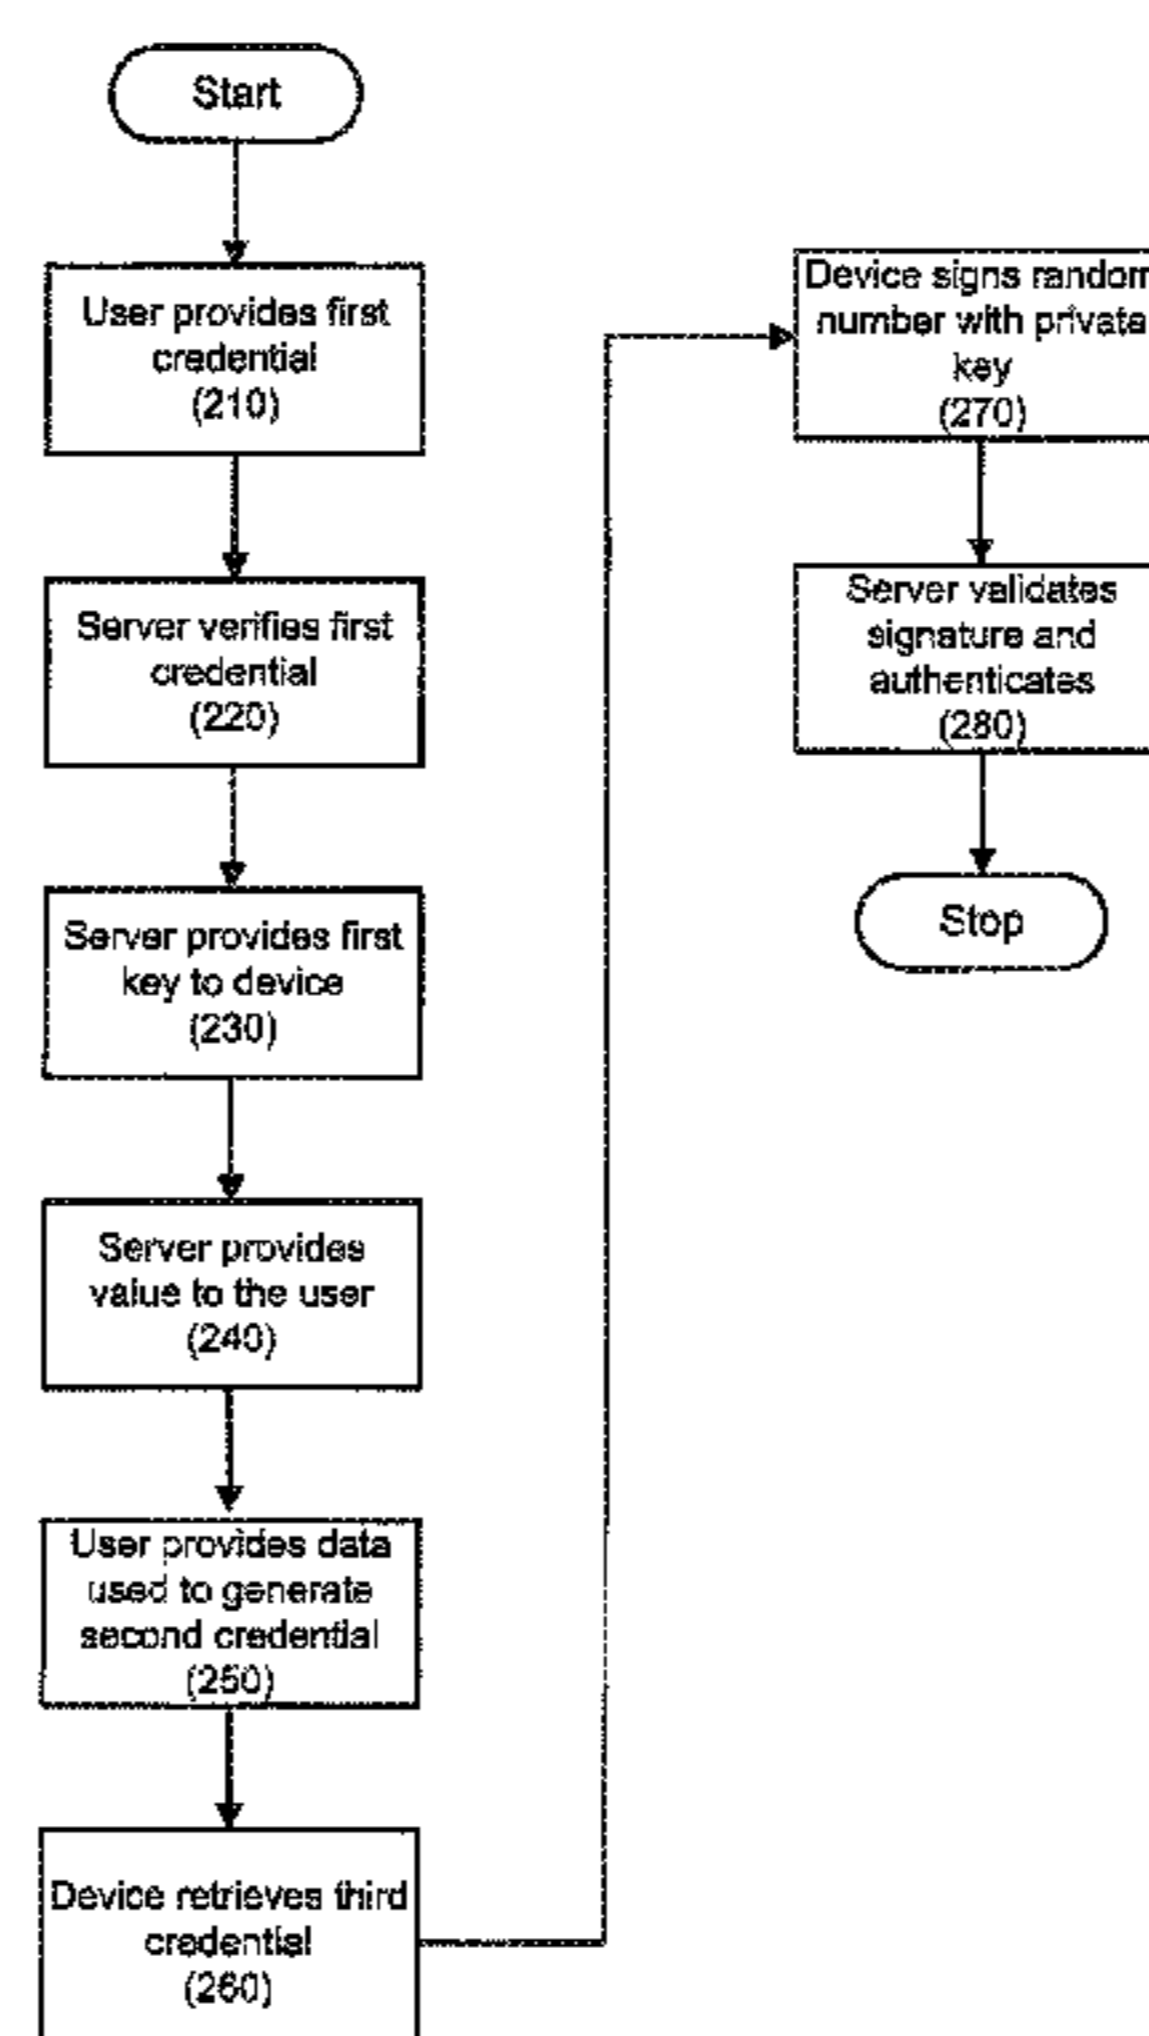 Start
User provides first
credential
(210)
Server verifies first
credential
(220)
Server provides first
key to device
(230)
Server provides
value to the user
(240)
User provides data
used to generate
second credential
(250)
Device retrieves third
credential
(260)
Device signs random
number with private
key
(270)
Server validates
signature and
authenticates
(280)
Stop